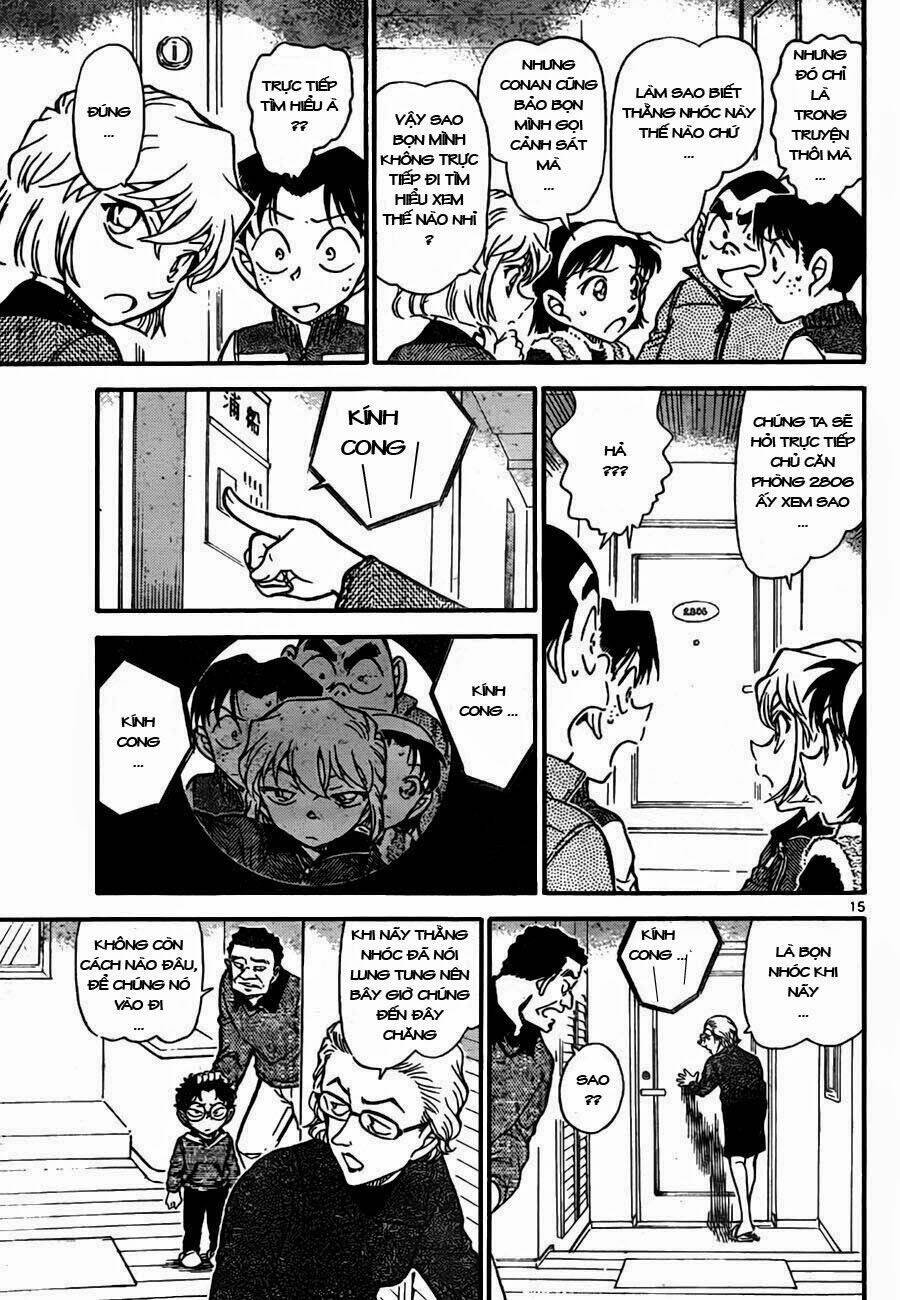 NHƯNG
ĐÓ CHỈ
LÀ
TRONG
TRUYỆN
THÔI MÀ
LÀM SAO BIẾT
THẰNG NHÓC NÀY
THẾ NÀO CHỨ
...
NHƯNG
CONAN CŨNG
BẢO BỌN
MÌNH GỌI
CẢNH SÁT
MÀ
...
VẬY SAO
BỌN MÌNH
KHÔNG TRỰC
TIẾP ĐI TÌM
HIỂU XEM
THẾ NÀO NHỈ
?
TRỰC TIẾP
TÌM HIỂU À
??
ĐÚNG
...
CHÚNG TA SẼ
HỎI TRỰC TIẾP
CHỦ CĂN
PHÒNG 2806
ẤY XEM SAO
...
HẢ
???
2806
KÍNH
CONG
浦船
KÍNH
CONG ...
KÍNH
CONG
...
15
LÀ BỌN
NHÓC KHI
NÃY
...
KÍNH
CONG ...
SAO
??
KHI NÃY THẰNG
NHÓC ĐÃ NÓI
LUNG TUNG NÊN
BÂY GIỜ CHÚNG
ĐẾN ĐÂY
CHĂNG
KHÔNG CÒN
CÁCH NÀO ĐÂU,
ĐỂ CHÚNG NÓ
VÀO ĐI
...